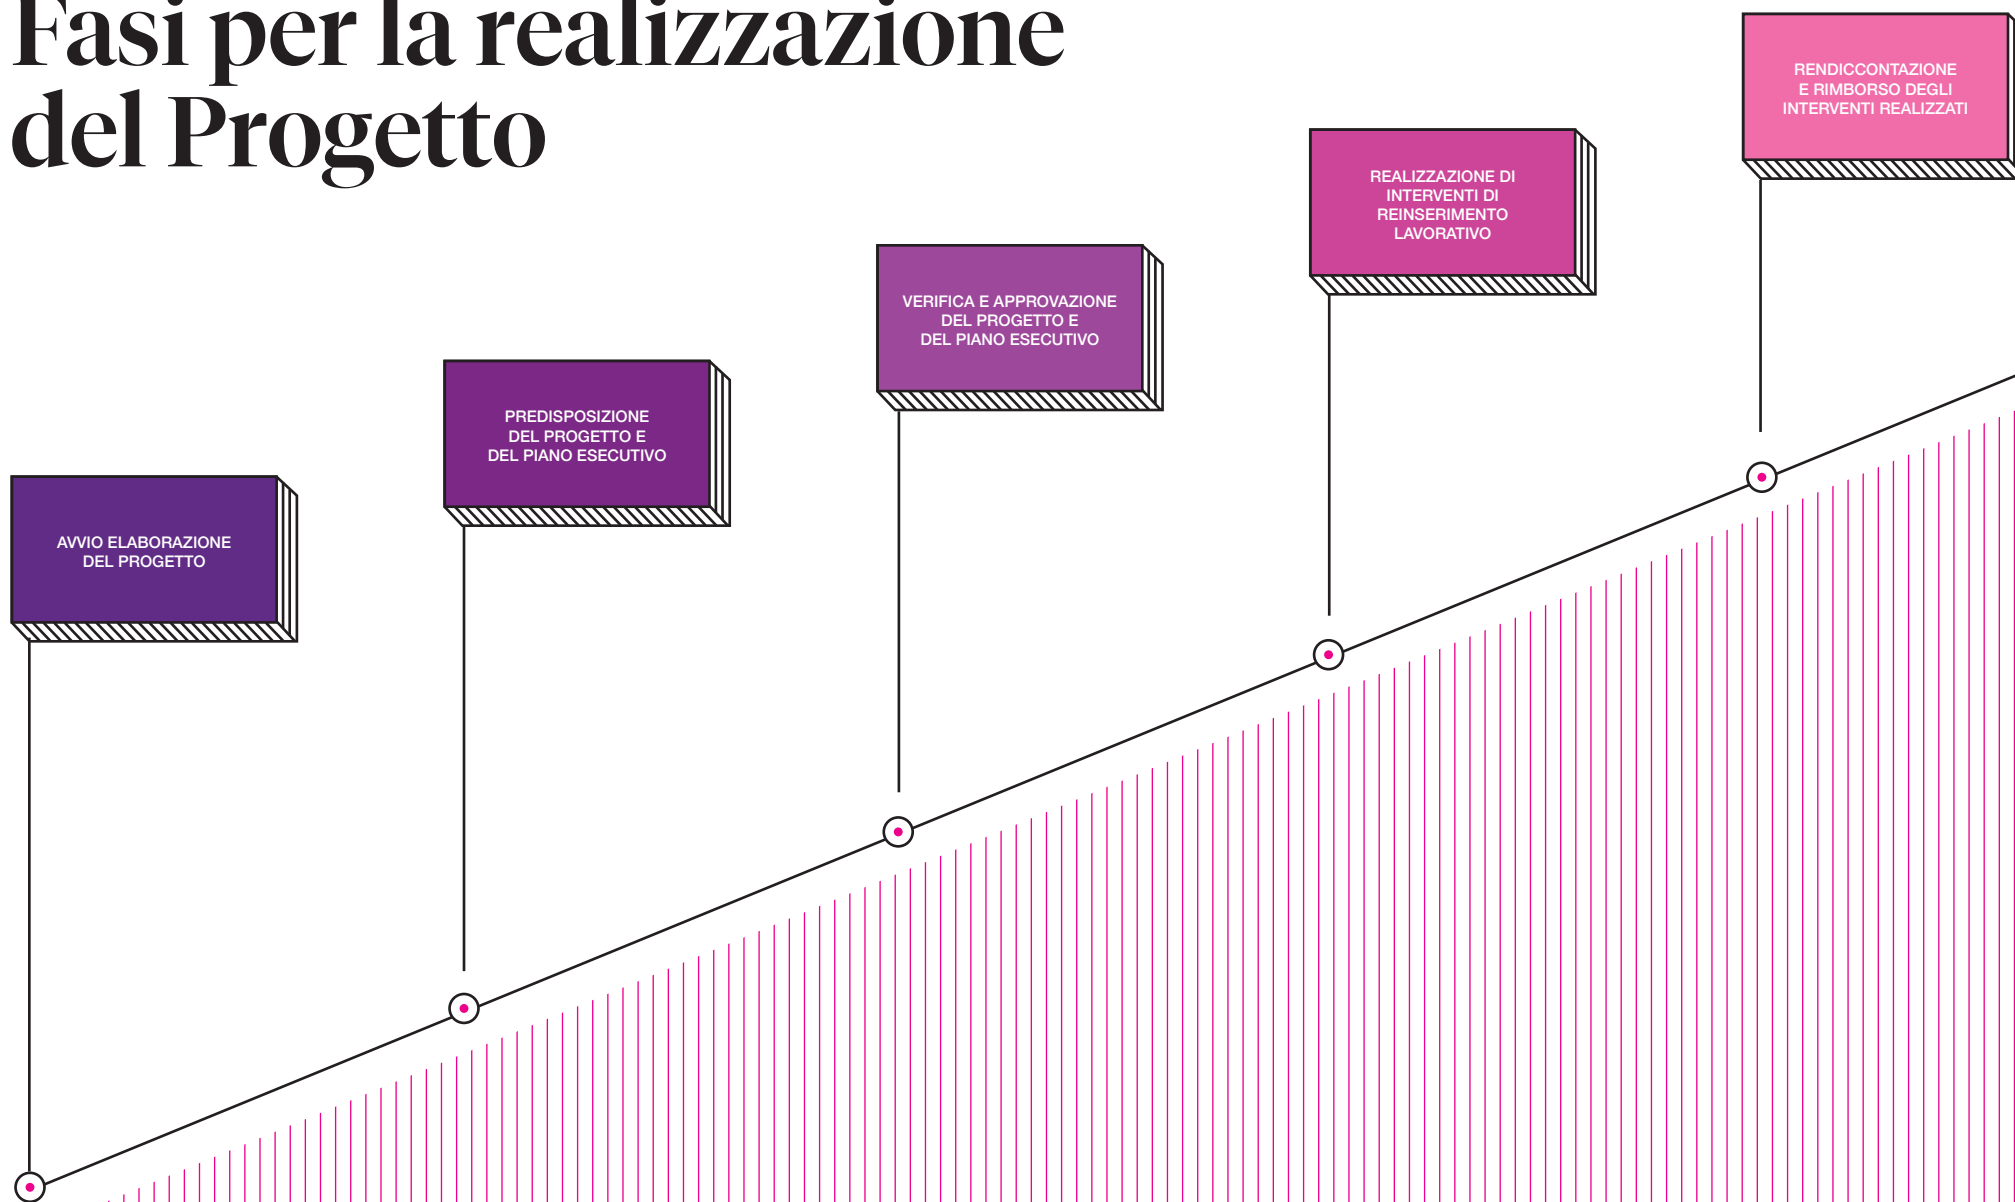 Fasi per la realizzazione
del Progetto
AVVIO ELABORAZIONE
DEL PROGETTO
PREDISPOSIZIONE
DEL PROGETTO E
DEL PIANO ESECUTIVO
VERIFICA E APPROVAZIONE
DEL PROGETTO E
DEL PIANO ESECUTIVO
REALIZZAZIONE DI
INTERVENTI DI
REINSERIMENTO
LAVORATIVO
RENDICCONTAZIONE
E RIMBORSO DEGLI
INTERVENTI REALIZZATI